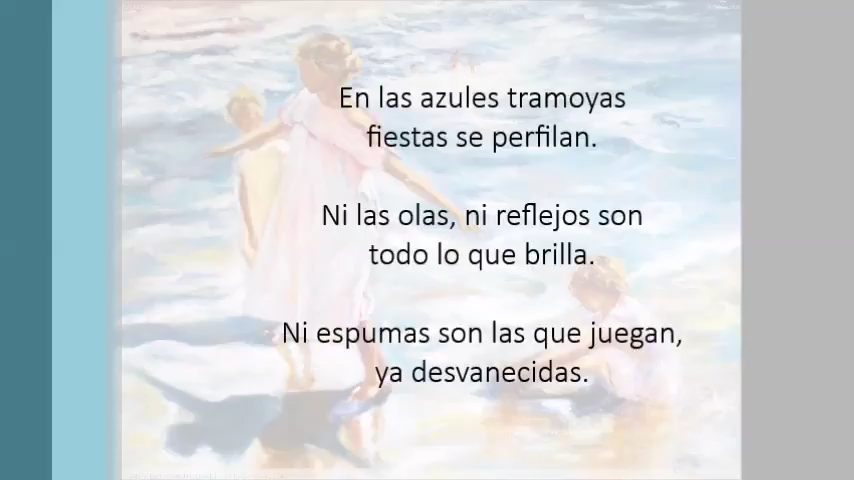 En las azules tramoyas
fiestas se perfilan.
Ni las olas, ni reflejos son
todo lo que brilla.
Ni espumas son las que juegan,
ya desvanecidas.